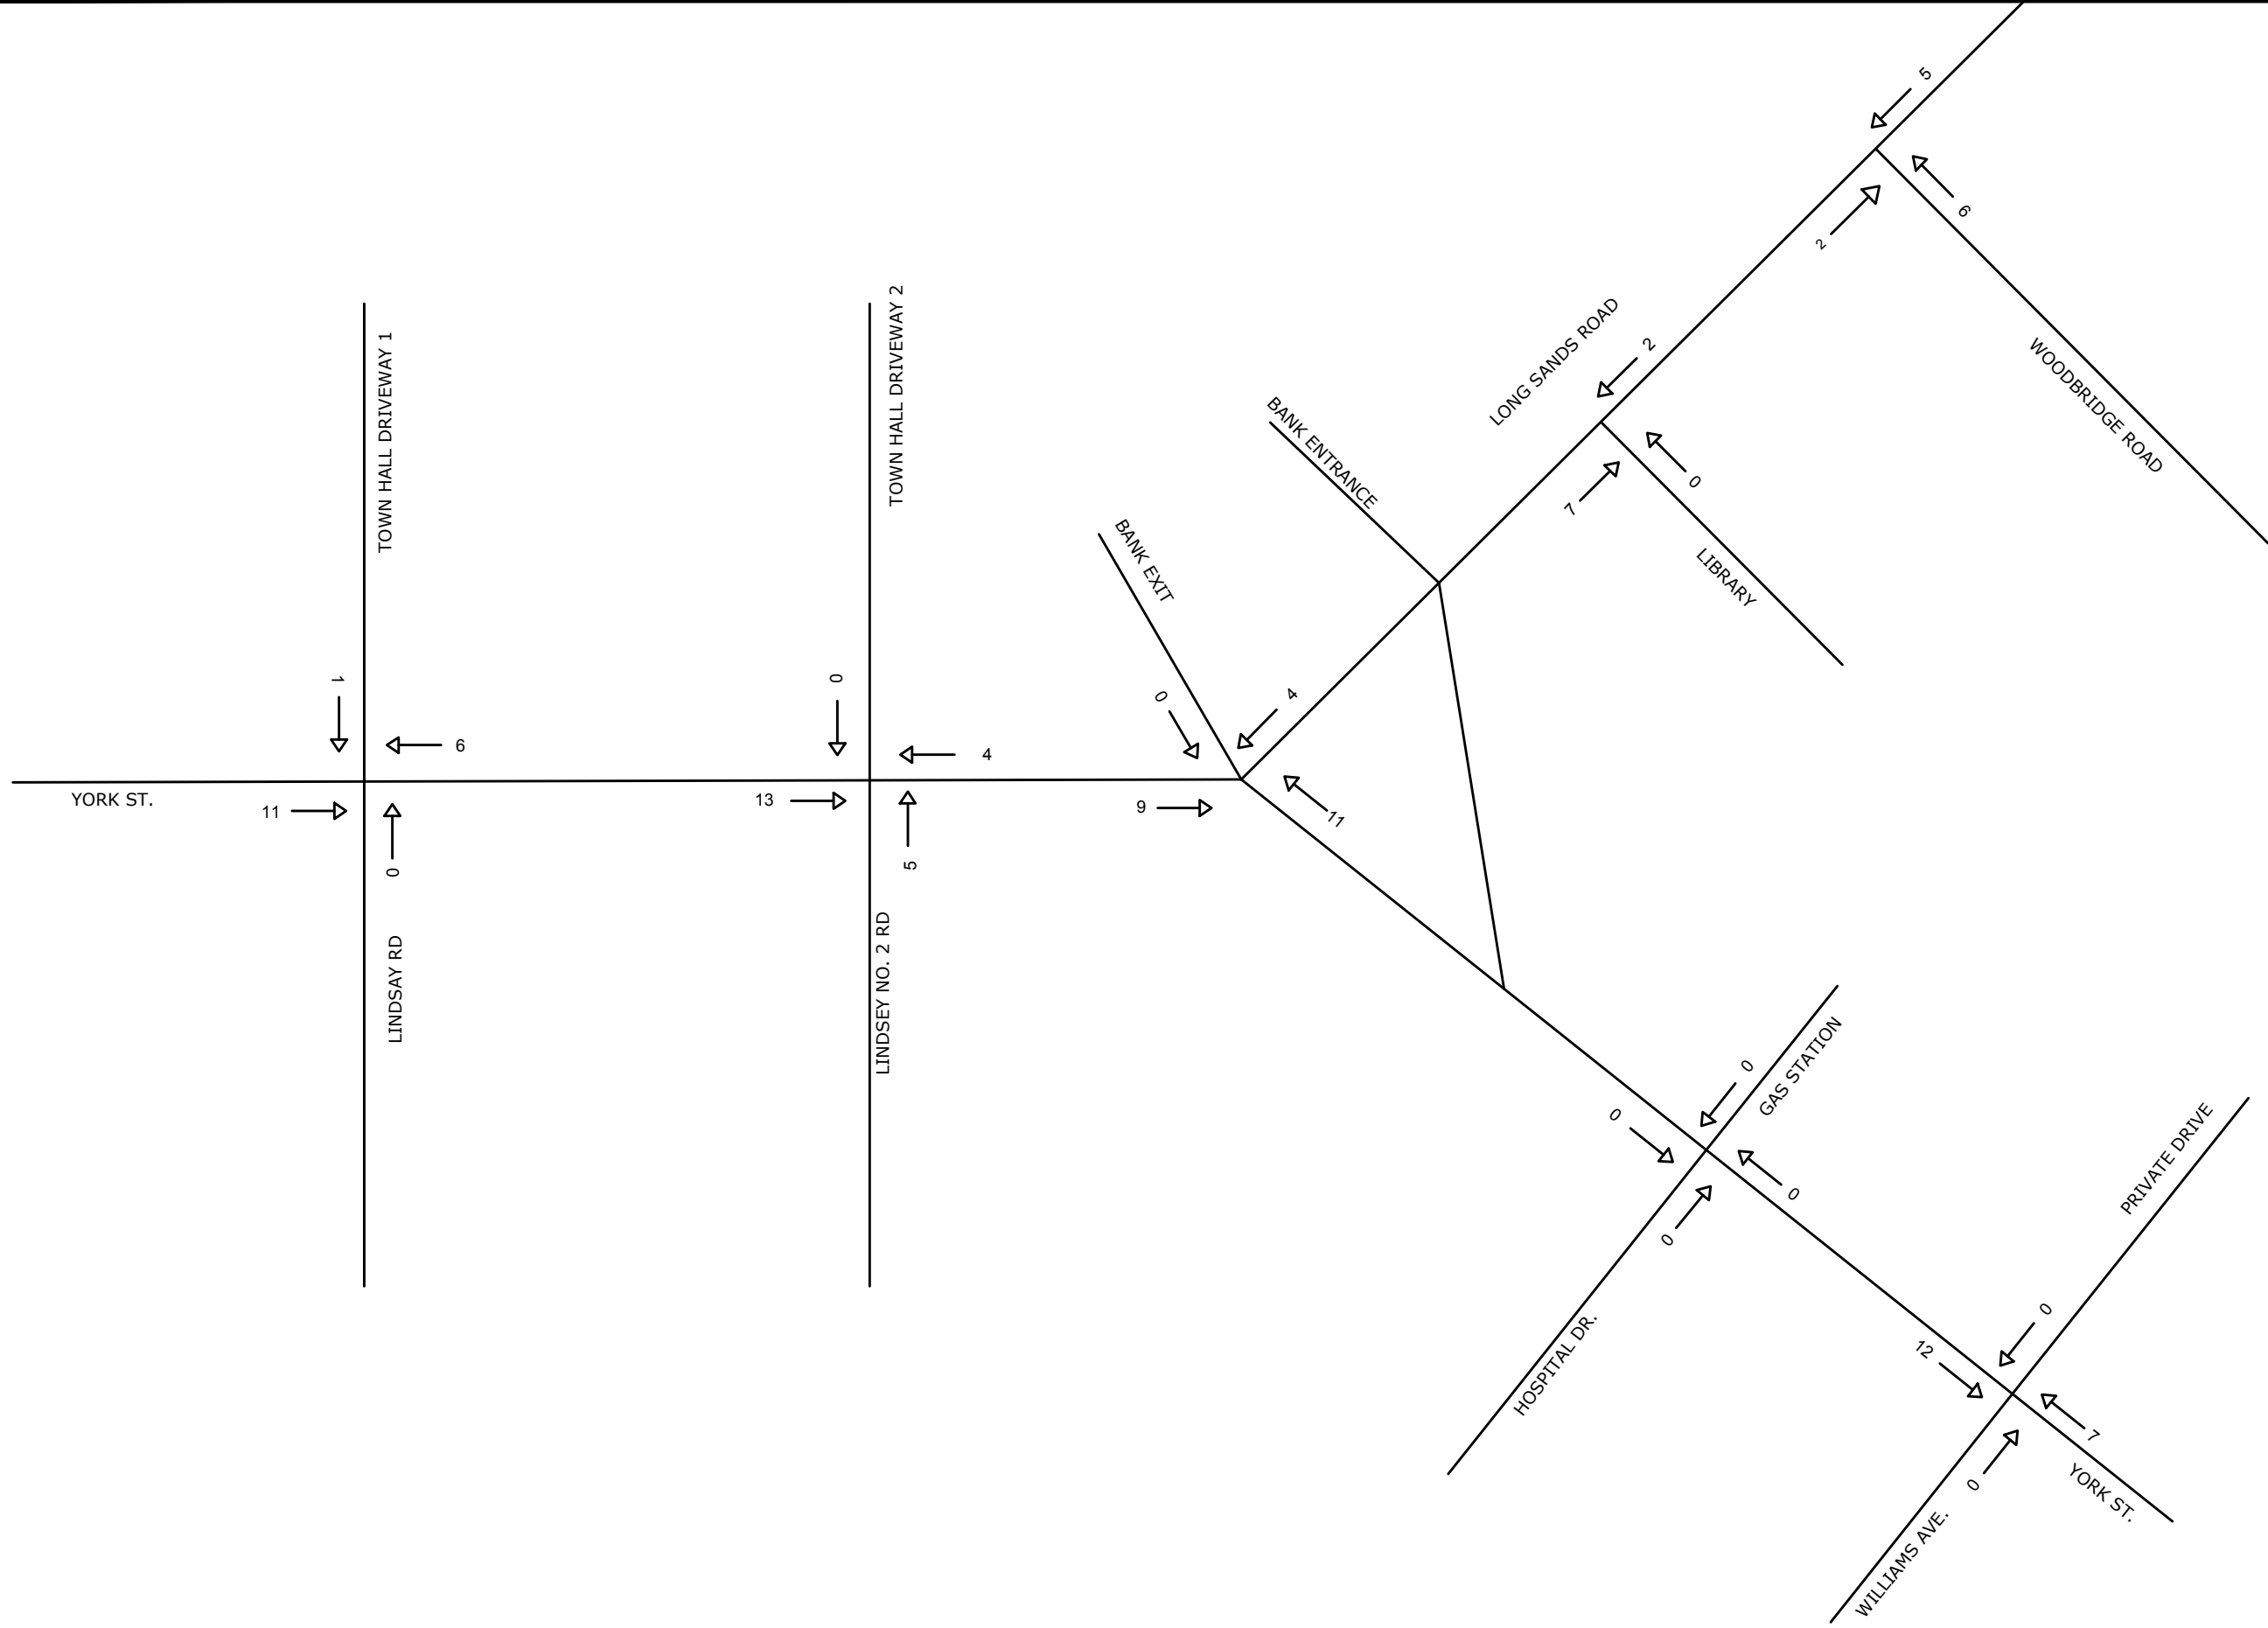 5
6
2
TOWN HALL DRIVEWAY 1
TOWN HALL DRIVEWAY 2
LONG SANDS ROAD
2
WOODBRIDGE ROAD
BANK ENTRANCE
0
7
BANK EXIT
LIBRARY
1
6
0
4
0
4
YORK ST.
11
0
13
5
9
11
LINDSAY RD
LINDSEY NO. 2 RD
GAS STATION
0
0
0
0
PRIVATE DRIVE
HOSPITAL DR.
0
12
7
0
YORK ST.
WILLIAMS AVE.